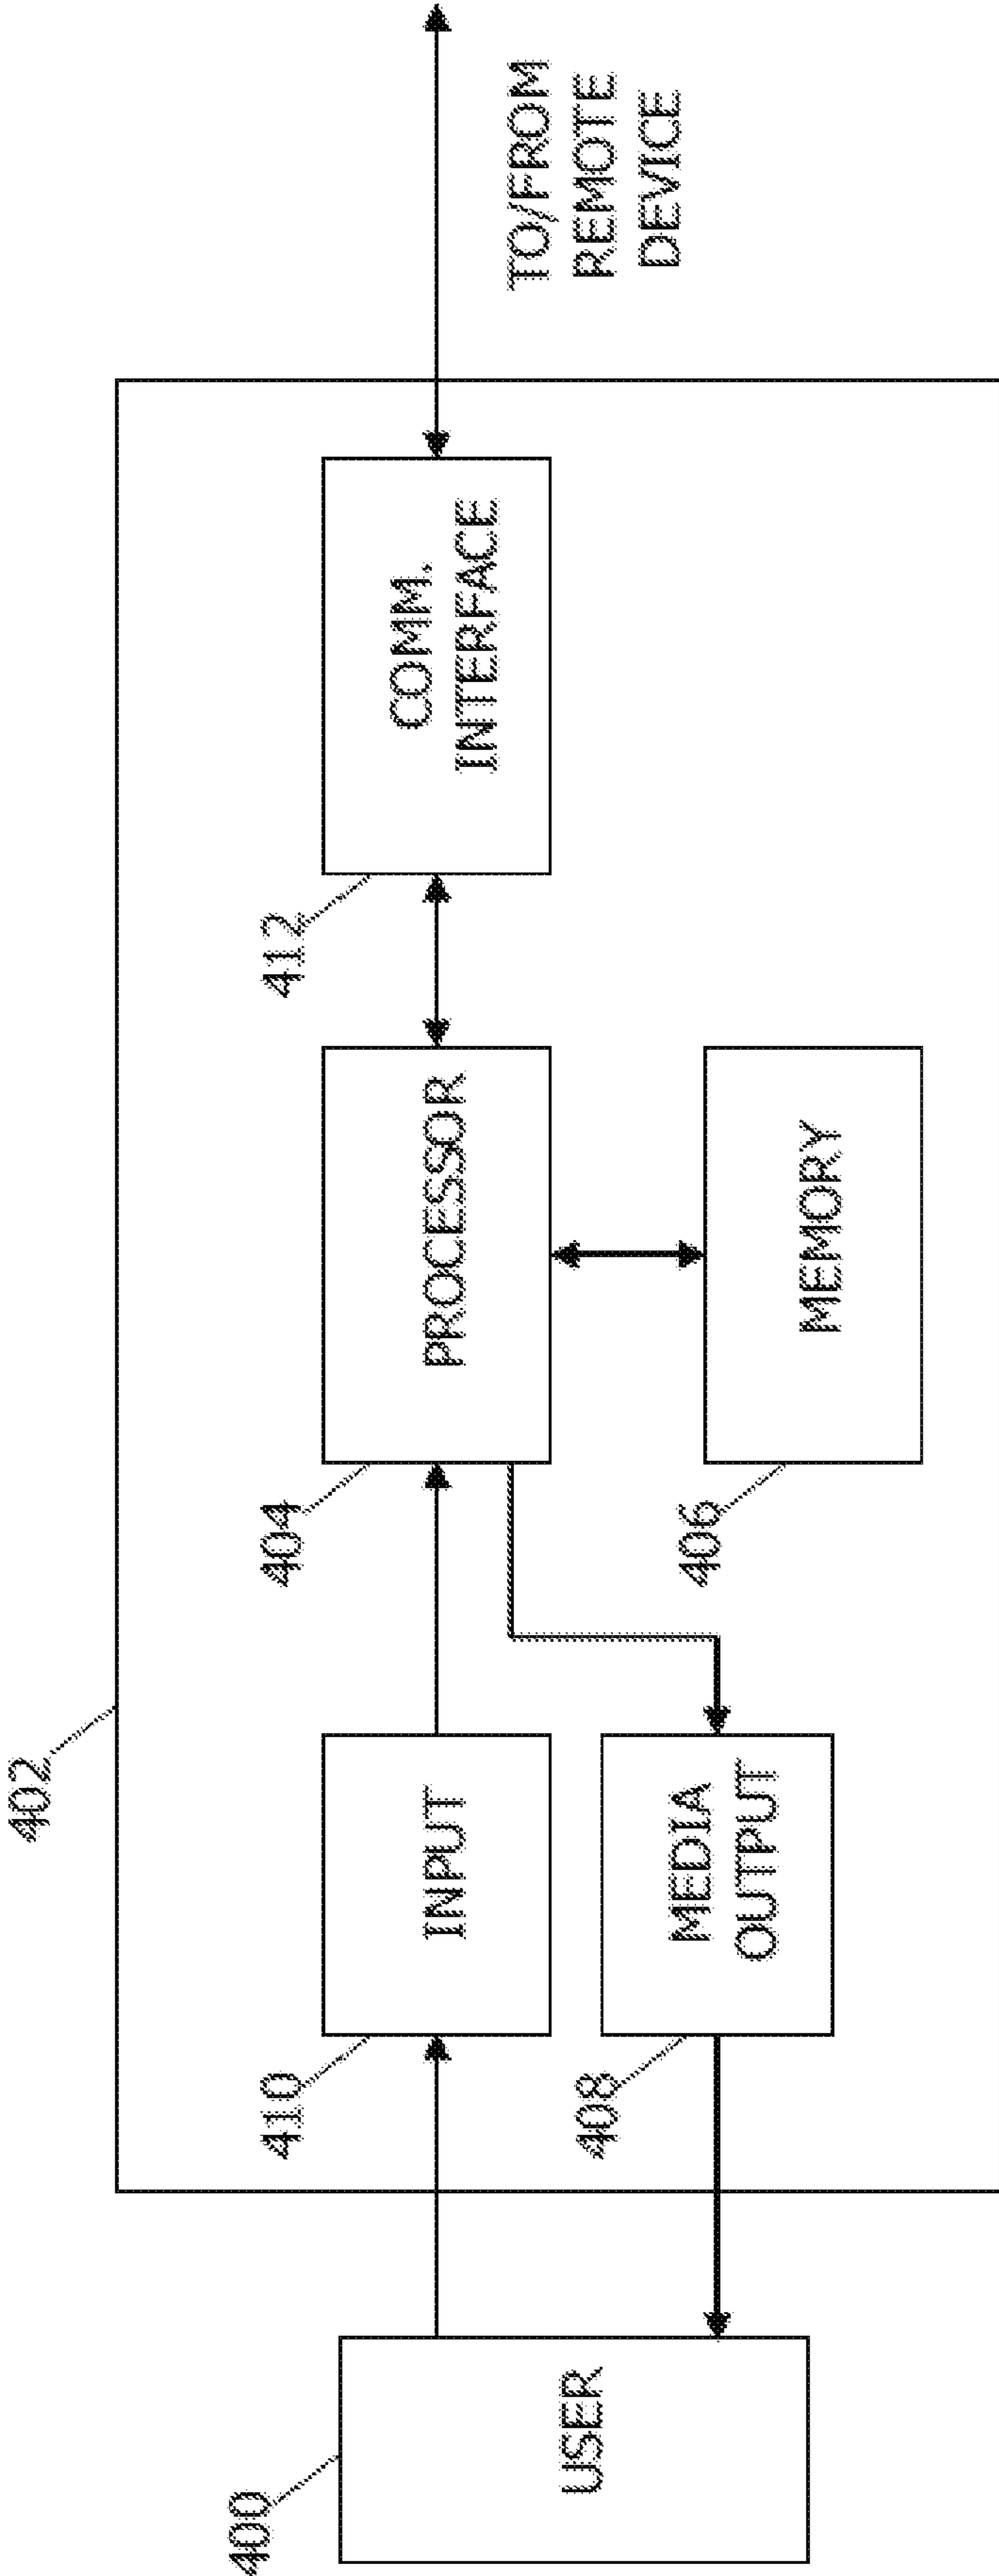 402
400
USER
410
INPUT
408
MEDIA
OUTPUT
404
PROCESSOR
406
MEMORY
412
COMM.
INTERFACE
TO/FROM
REMOTE
DEVICE